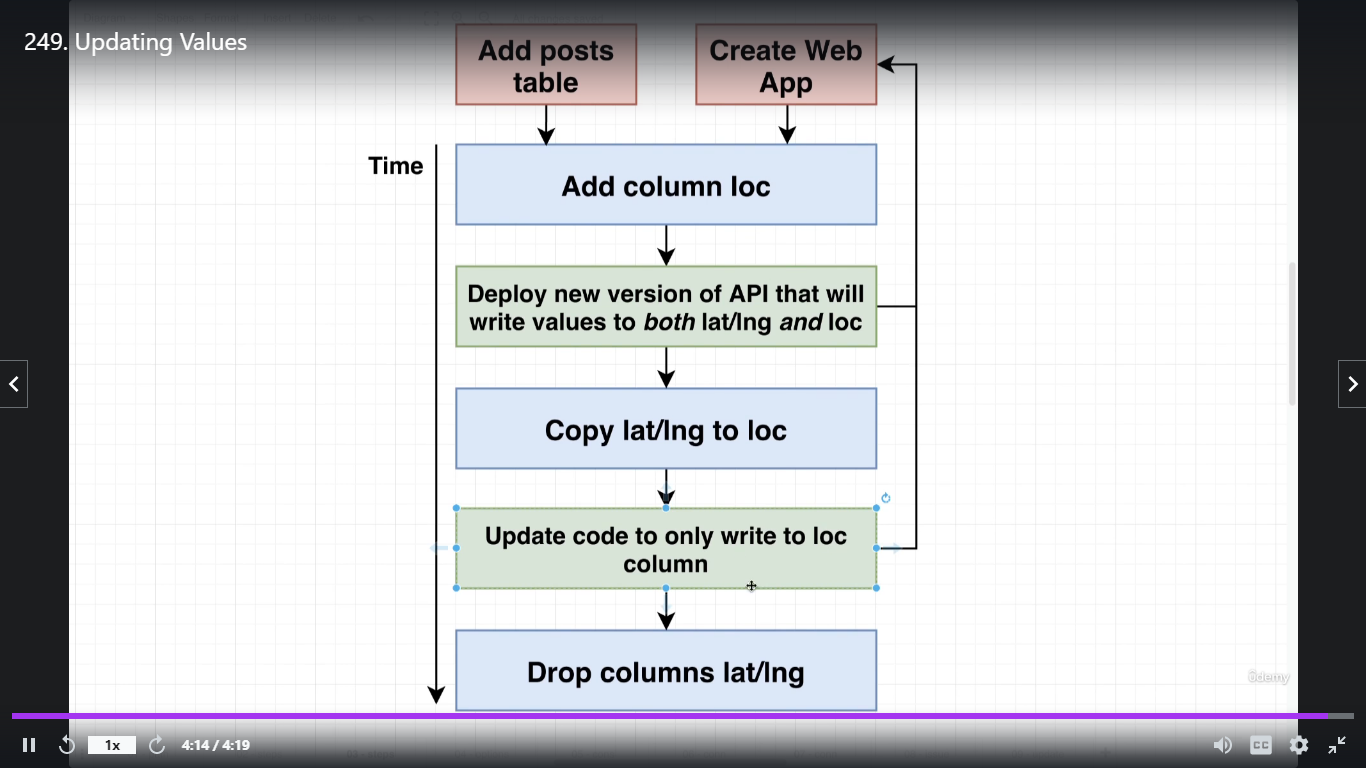 249. Updating Values
Add posts
table
Create Web
App
Time
Add column loc
Deploy new version of API that will
write values to both lat/lng and loc
Copy lat/lng to loc
Update code to only write to loc
column
Drop columns lat/lng
ûdemy
1x
4:14 / 4:19
CC